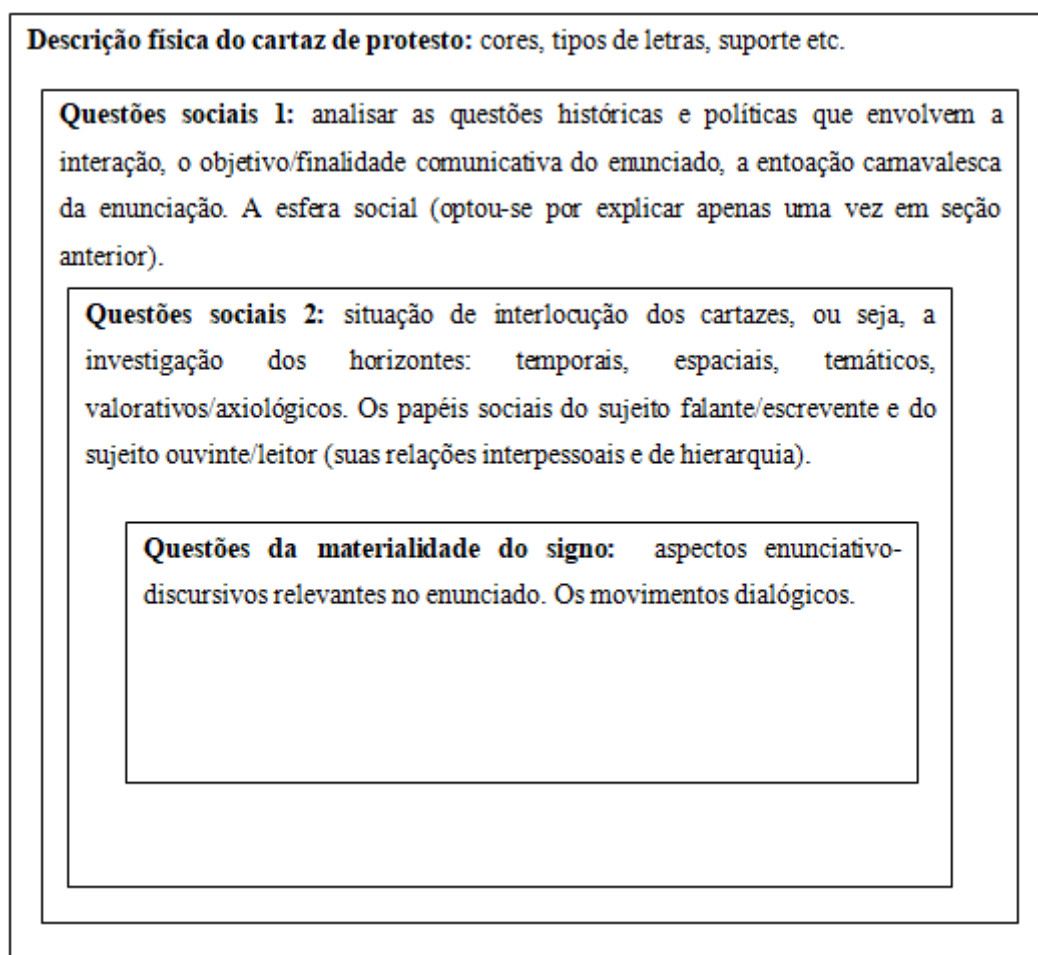 Descrição física do cartaz de protesto: cores, tipos de letras, suporte etc.
Questões sociais 1: analisar as questões históricas e políticas que envolvem a
interação, o objetivo/finalidade comunicativa do enunciado, a entoação carnavalesca
da enunciação. A esfera social (optou-se por explicar apenas uma vez em seção
anterior).
Questões sociais 2: situação de interlocução dos cartazes, ou seja, a
investigação dos horizontes: temporais, espaciais, temáticos,
valorativos/axiológicos. Os papéis sociais do sujeito falante/escrevente e do
sujeito ouvinte/leitor (suas relações interpessoais e de hierarquia).
Questões da materialidade do signo: aspectos enunciativo-
discursivos relevantes no enunciado. Os movimentos dialógicos.